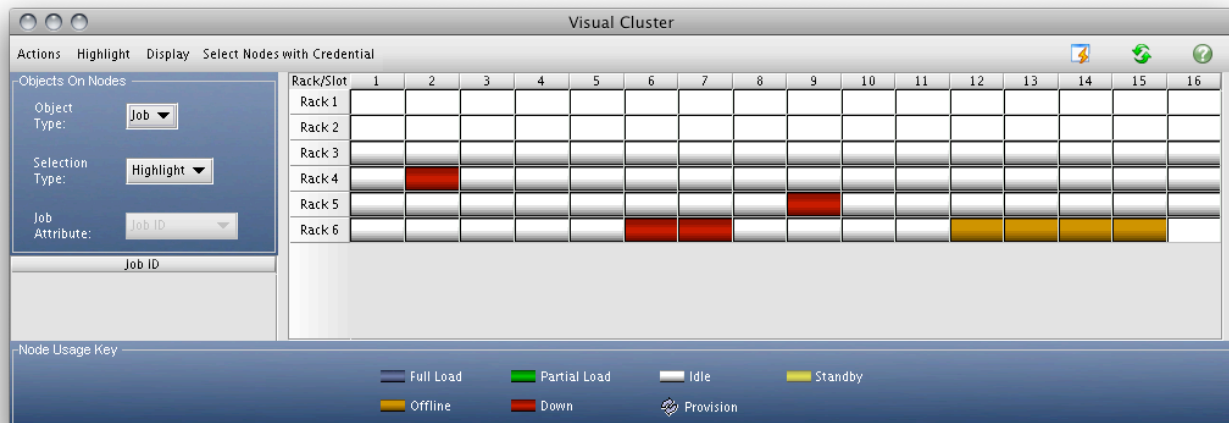 Visual Cluster
Actions Highlight Display Select Nodes with Credential
Objects On Nodes
Object Type: Job
Selection Type: Highlight
Job Attribute: Job ID
Job ID
Rack/Slot 1 2 3 4 5 6 7 8 9 10 11 12 13 14 15 16
Rack 1
Rack 2
Rack 3
Rack 4
Rack 5
Rack 6
Node Usage Key
Full Load Partial Load Idle Standby
Offline Down Provision